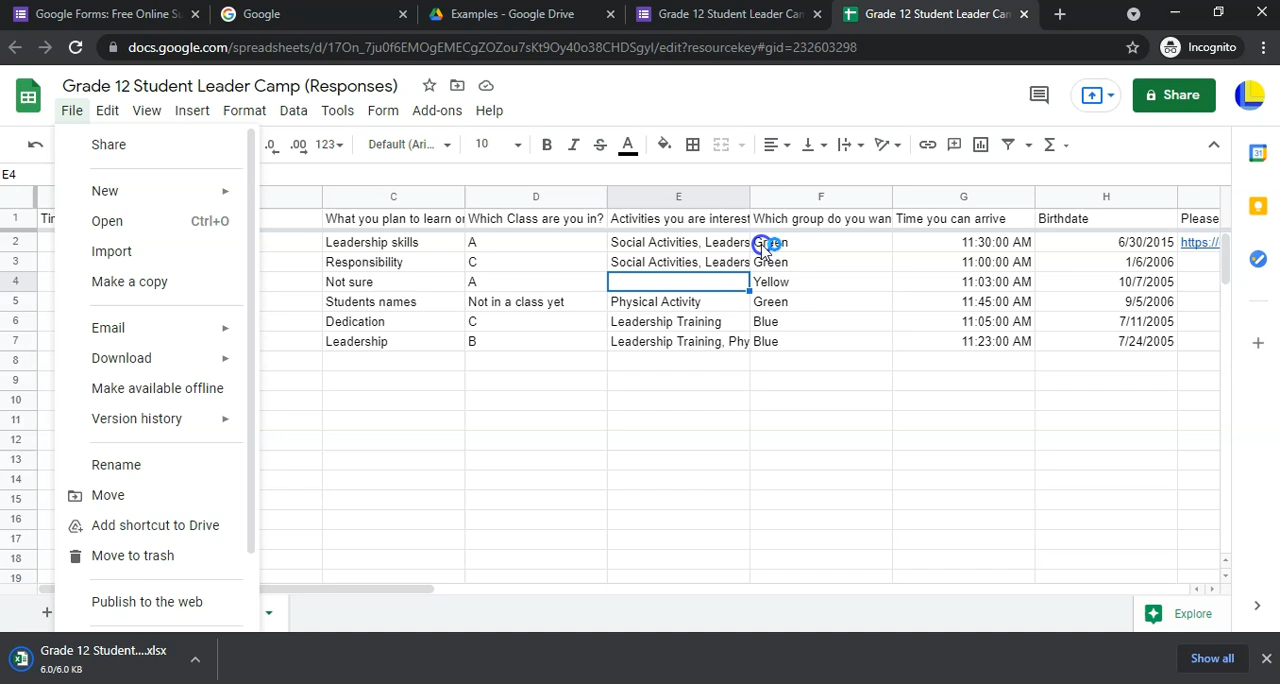 Google Forms: Free Online Su
Google
Examples - Google Drive
Grade 12 Student Leader Cam
Grade 12 Student Leader Cam
docs.google.com/spreadsheets/d/17On_7ju0f6EMOgEMECgZOZou7sKt9Oy40o38CHDSgyI/edit?resourcekey#gid=232603298
Incognito
Grade 12 Student Leader Camp (Responses)
File Edit View Insert Format Data Tools Form Add-ons Help
Share
.0 .00 123 Default (Ari... 10 B I S A
31
E4
C D E F G H
1 Tir What you plan to learn or Which Class are you in? Activities you are interest Which group do you wan Time you can arrive Birthdate Please
2 Leadership skills A Social Activities, Leaders Green 11:30:00 AM 6/30/2015 https://
3 Responsibility C Social Activities, Leaders Green 11:00:00 AM 1/6/2006
4 Not sure A Yellow 11:03:00 AM 10/7/2005
5 Students names Not in a class yet Physical Activity Green 11:45:00 AM 9/5/2006
6 Dedication C Leadership Training Blue 11:05:00 AM 7/11/2005
7 Leadership B Leadership Training, Phy Blue 11:23:00 AM 7/24/2005
8
9
10
11
12
13
14
15
16
17
18
19
Share
New
Open Ctrl+O
Import
Make a copy
Email
Download
Make available offline
Version history
Rename
Move
Add shortcut to Drive
Move to trash
Publish to the web
Explore
Grade 12 Student....xlsx
6.0/6.0 KB
Show all